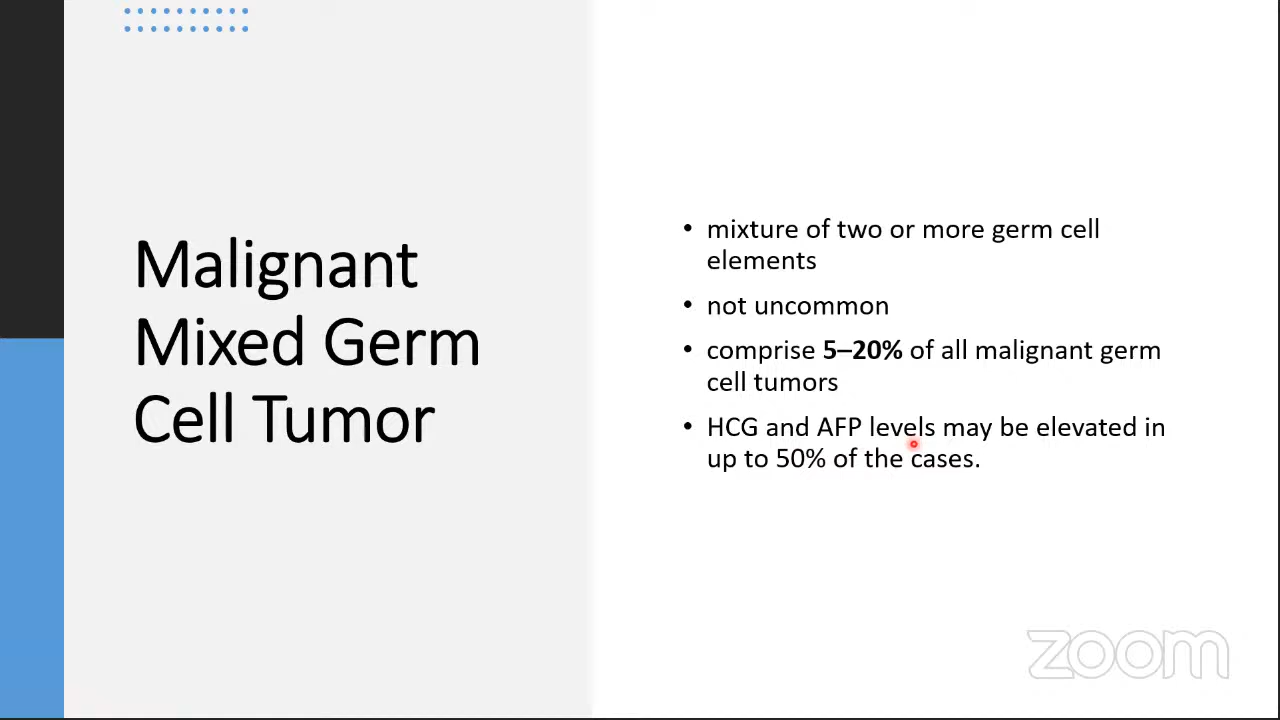 Malignant
Mixed Germ
Cell Tumor
• mixture of two or more germ cell
elements
• not uncommon
• comprise 5–20% of all malignant germ
cell tumors
• HCG and AFP levels may be elevated in
up to 50% of the cases.
zoom